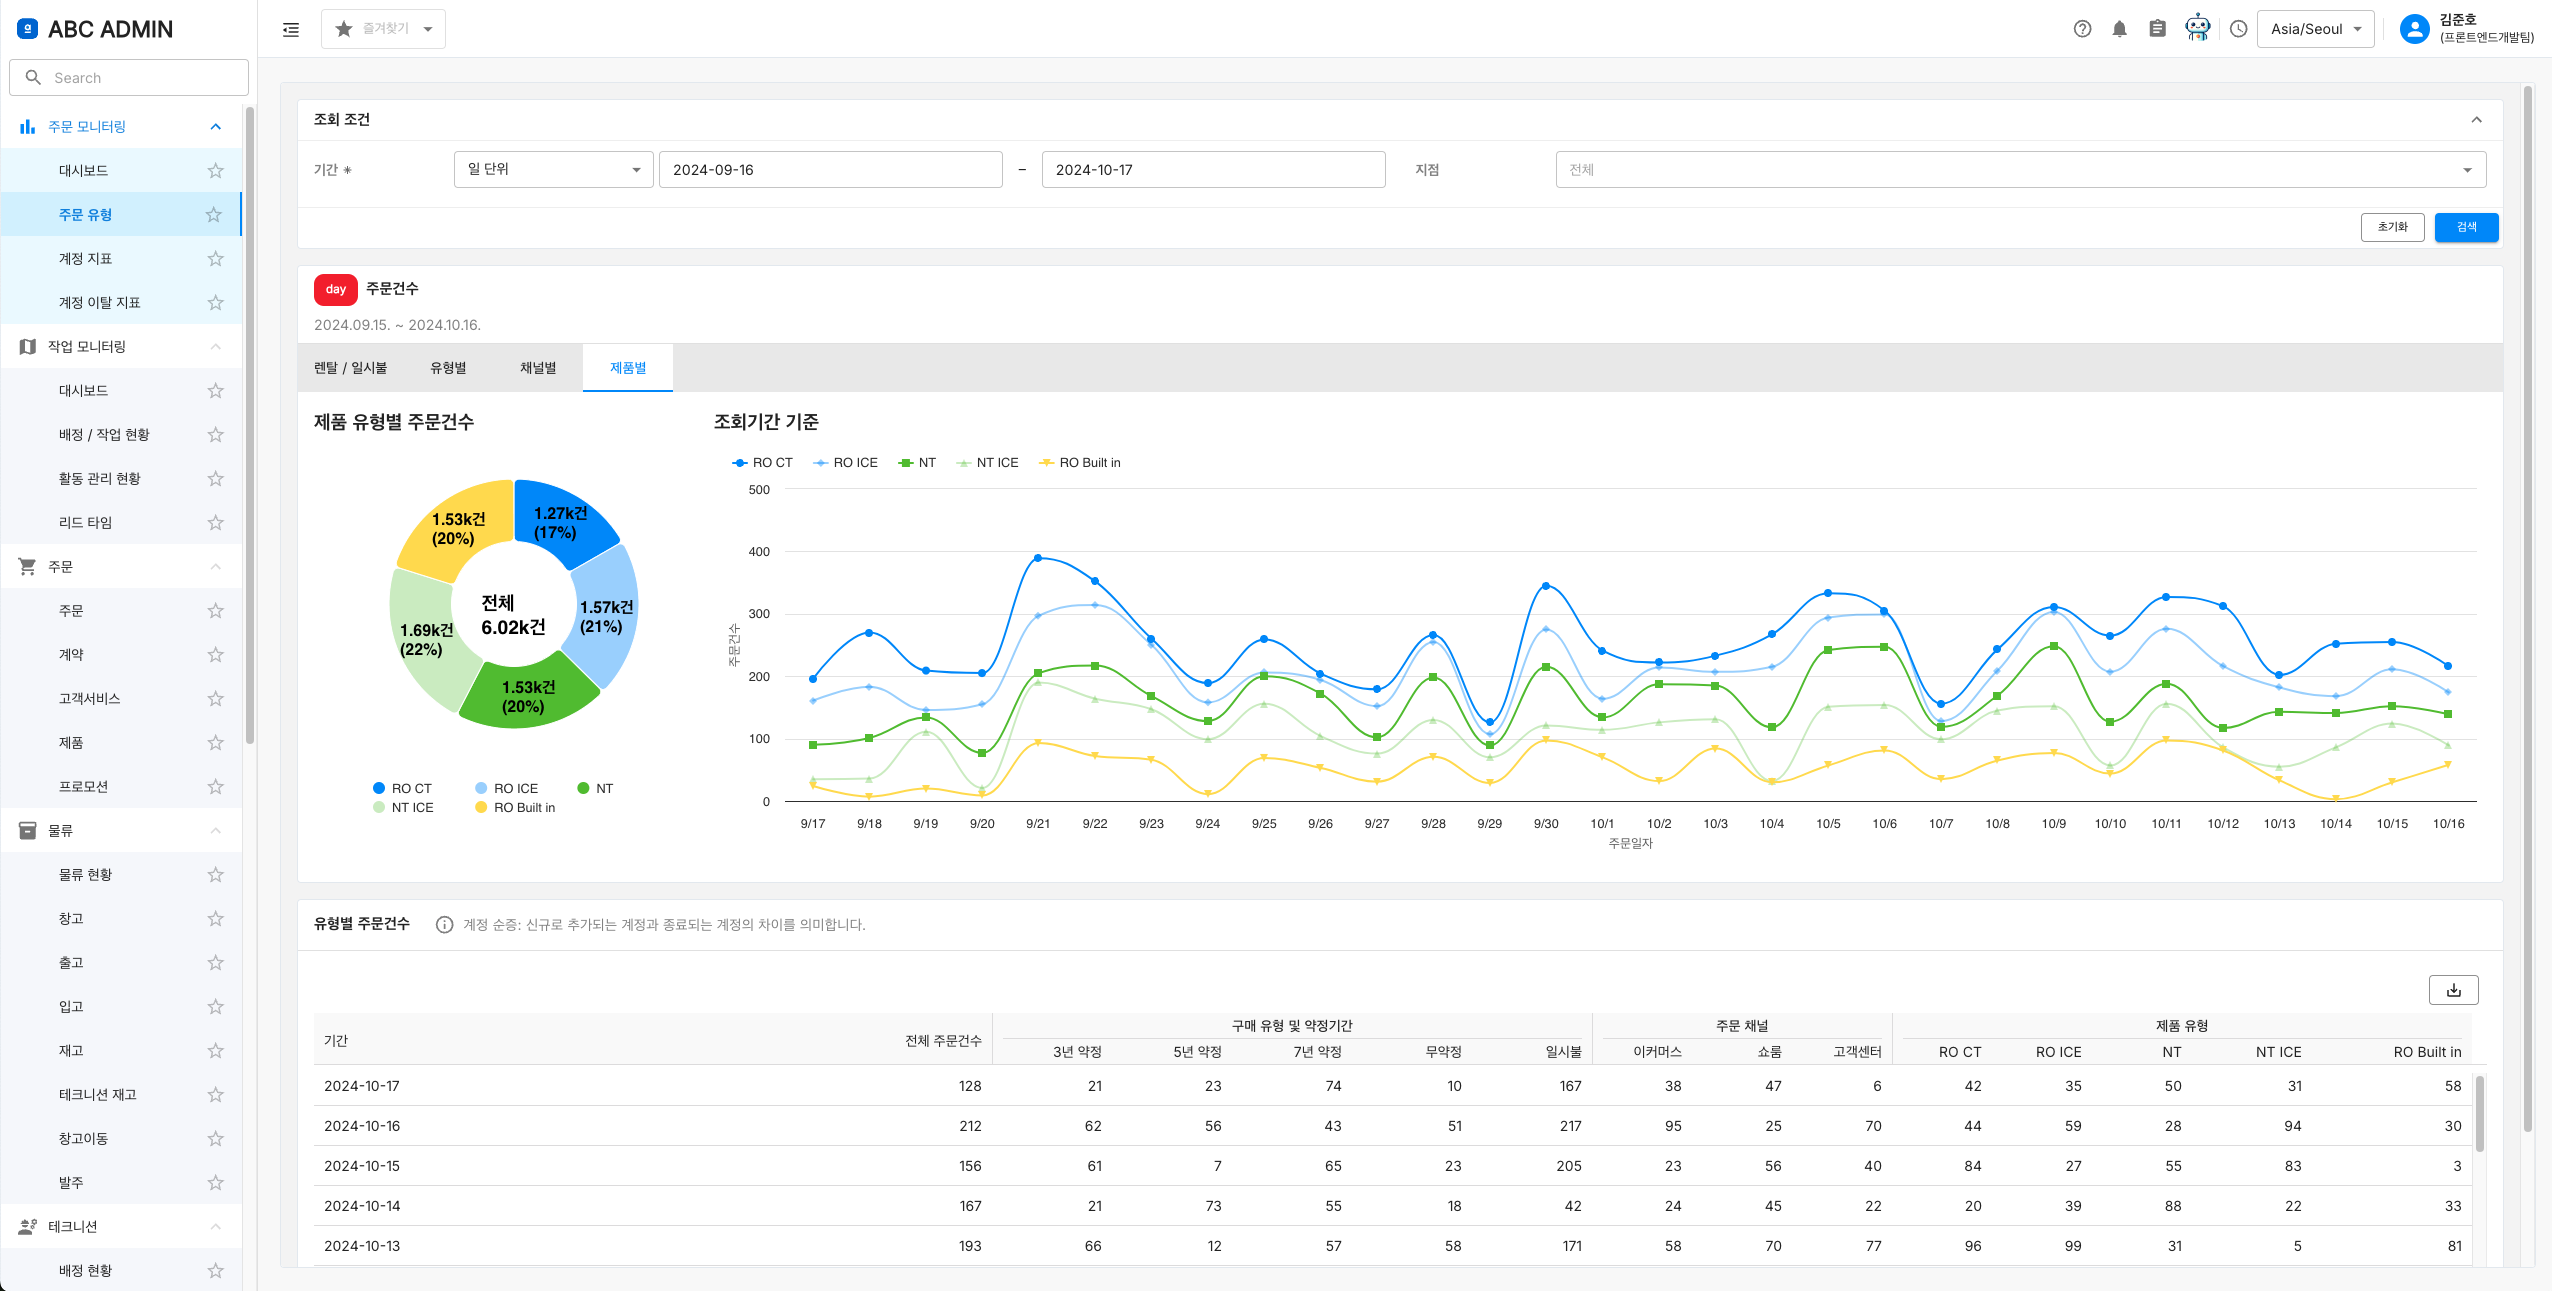 ABC ADMIN
Search
주문 모니터링
대시보드
주문 유형
계정 지표
계정 이탈 지표
작업 모니터링
대시보드
배정 / 작업 현황
활동 관리 현황
리드 타임
주문
주문
계약
고객서비스
제품
프로모션
물류
물류 현황
창고
출고
입고
재고
테크니션 재고
창고이동
발주
테크니션
배정 현황
즐겨찾기
Asia/Seoul
김준호
(프론트엔드개발팀)
조회 조건
기간 *
일 단위
2024-09-16
–
2024-10-17
지점
전체
초기화
검색
day 주문건수
2024.09.15. ~ 2024.10.16.
렌탈 / 일시불
유형별
채널별
제품별
제품 유형별 주문건수
1.53k건
(20%)
1.27k건
(17%)
1.57k건
(21%)
1.69k건
(22%)
1.53k건
(20%)
전체
6.02k건
RO CT RO ICE NT
NT ICE RO Built in
조회기간 기준
RO CT RO ICE NT NT ICE RO Built in
500
400
300
200
100
0
주문건수
9/17 9/18 9/19 9/20 9/21 9/22 9/23 9/24 9/25 9/26 9/27 9/28 9/29 9/30 10/1 10/2 10/3 10/4 10/5 10/6 10/7 10/8 10/9 10/10 10/11 10/12 10/13 10/14 10/15 10/16
주문일자
유형별 주문건수
계정 순증: 신규로 추가되는 계정과 종료되는 계정의 차이를 의미합니다.
구매 유형 및 약정기간 주문 채널 제품 유형
기간 전체 주문건수 3년 약정 5년 약정 7년 약정 무약정 일시불 이커머스 쇼룸 고객센터 RO CT RO ICE NT NT ICE RO Built in
2024-10-17 128 21 23 74 10 167 38 47 6 42 35 50 31 58
2024-10-16 212 62 56 43 51 217 95 25 70 44 59 28 94 30
2024-10-15 156 61 7 65 23 205 23 56 40 84 27 55 83 3
2024-10-14 167 21 73 55 18 42 24 45 22 20 39 88 22 33
2024-10-13 193 66 12 57 58 171 58 70 77 96 99 31 5 81